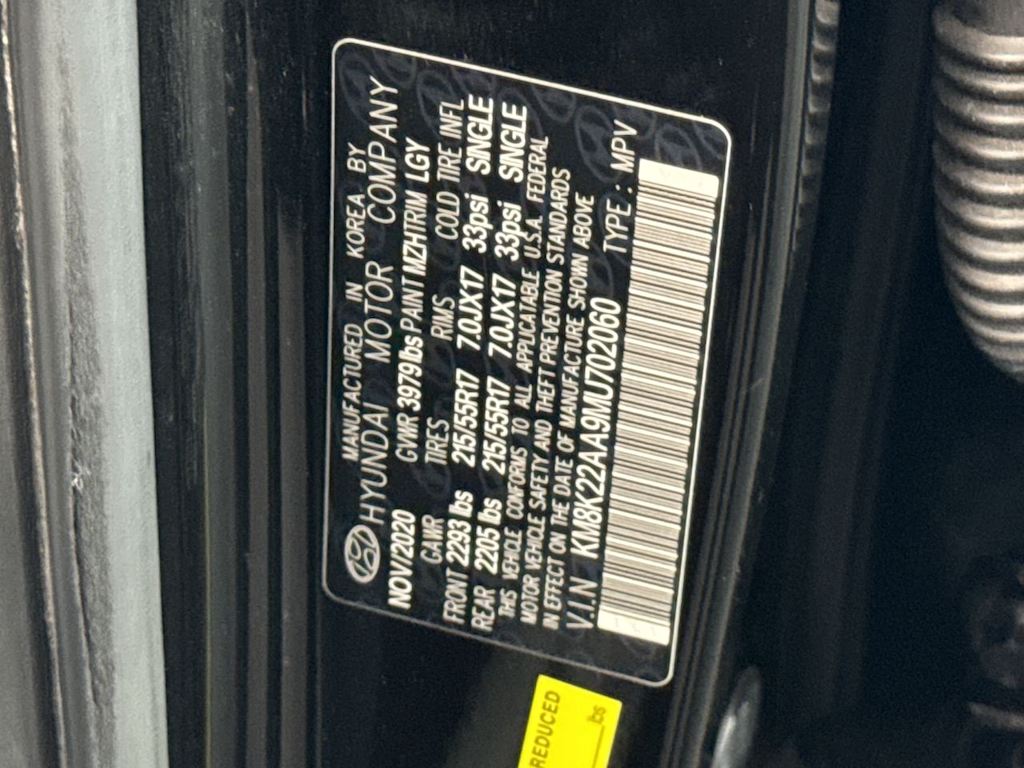 MANUFACTURED IN KOREA BY
HYUNDAI MOTOR COMPANY
NOV/2020 GVWR 3979lbs PAINT MZH TRIM LGY
GAWR TIRES RIMS COLD TIRE INFL
FRONT 2293 lbs 215/55R17 7.0JX17 33psi SINGLE
REAR 2205 lbs 215/55R17 7.0JX17 33psi SINGLE
THIS VEHICLE CONFORMS TO ALL APPLICABLE U.S.A. FEDERAL
MOTOR VEHICLE SAFETY AND THEFT PREVENTION STANDARDS
IN EFFECT ON THE DATE OF MANUFACTURE SHOWN ABOVE
V.I.N KM8K22AA9MU702060 TYPE : MPV
REDUCED
lbs